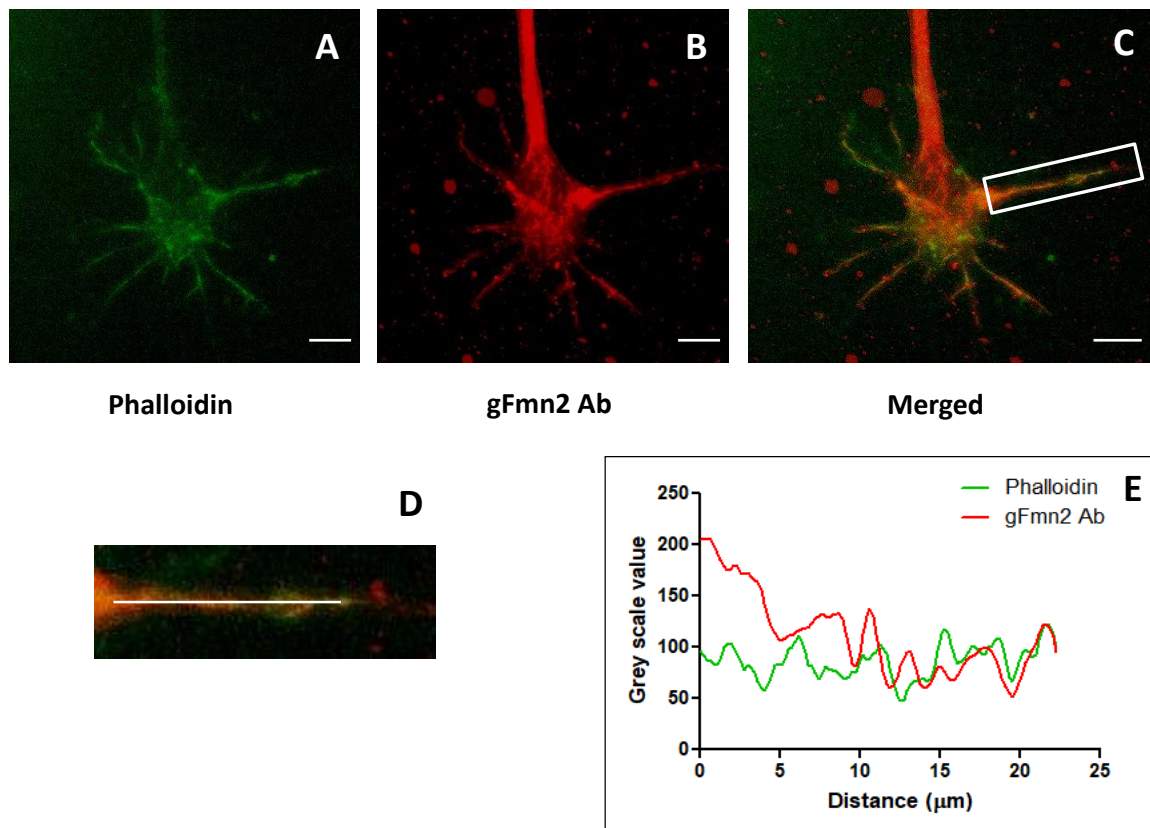 A
B
C
Phalloidin
gFmn2 Ab
Merged
D
E
Phalloidin
gFmn2 Ab
Grey scale value
250
200
150
100
50
0
0 5 10 15 20 25
Distance (μm)